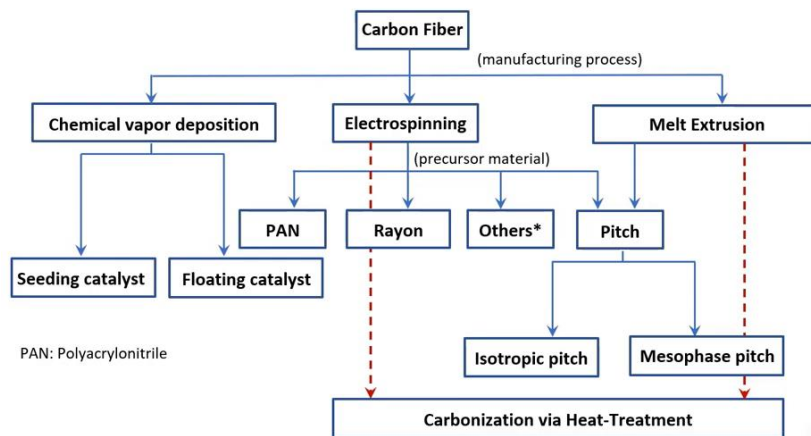 Carbon Fiber
(manufacturing process)
Chemical vapor deposition
Electrospinning
Melt Extrusion
(precursor material)
PAN
Rayon
Others*
Pitch
Seeding catalyst
Floating catalyst
PAN: Polyacrylonitrile
Isotropic pitch
Mesophase pitch
Carbonization via Heat-Treatment